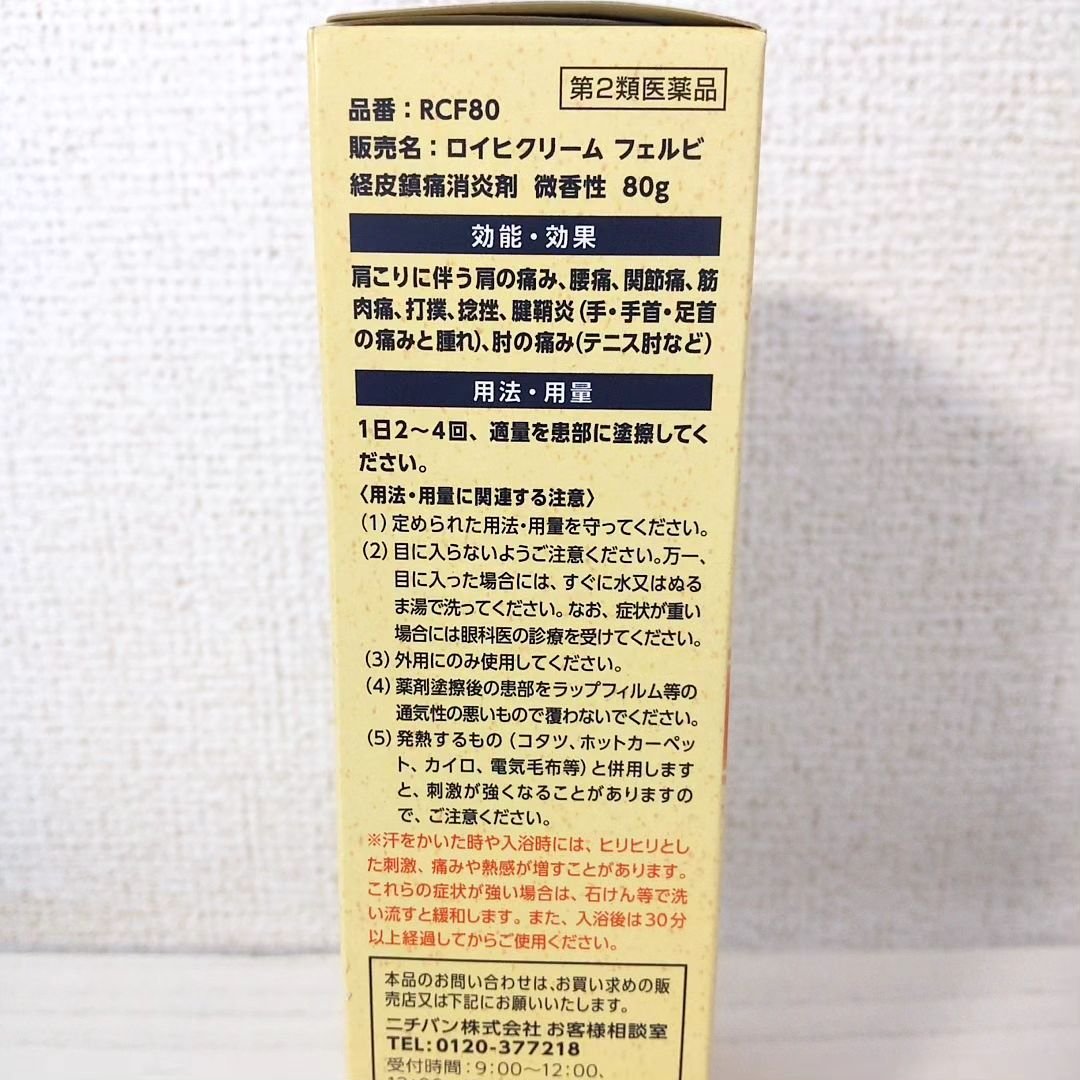 第2類医薬品
品番：RCF80
販売名：ロイヒクリーム フェルビ
経皮鎮痛消炎剤 微香性 80g
効能・効果
肩こりに伴う肩の痛み、腰痛、関節痛、筋
肉痛、打撲、捻挫、腱鞘炎（手・手首・足首
の痛みと腫れ）、肘の痛み（テニス肘など）
用法・用量
1日2～4回、適量を患部に塗擦してく
ださい。
〈用法・用量に関連する注意〉
（1）定められた用法・用量を守ってください。
（2）目に入らないようご注意ください。万一、
目に入った場合には、すぐに水又はぬる
ま湯で洗ってください。なお、症状が重い
場合には眼科医の診療を受けてください。
（3）外用にのみ使用してください。
（4）薬剤塗擦後の患部をラップフィルム等の
通気性の悪いもので覆わないでください。
（5）発熱するもの（コタツ、ホットカーペッ
ト、カイロ、電気毛布等）と併用します
と、刺激が強くなることがありますの
で、ご注意ください。
※汗をかいた時や入浴時には、ヒリヒリとし
た刺激、痛みや熱感が増すことがあります。
これらの症状が強い場合は、石けん等で洗
い流すと緩和します。また、入浴後は30分
以上経過してからご使用ください。
本品のお問い合わせは、お買い求めの販
売店又は下記にお願いいたします。
ニチバン株式会社 お客様相談室
TEL:0120-377218
受付時間：9:00～12:00、